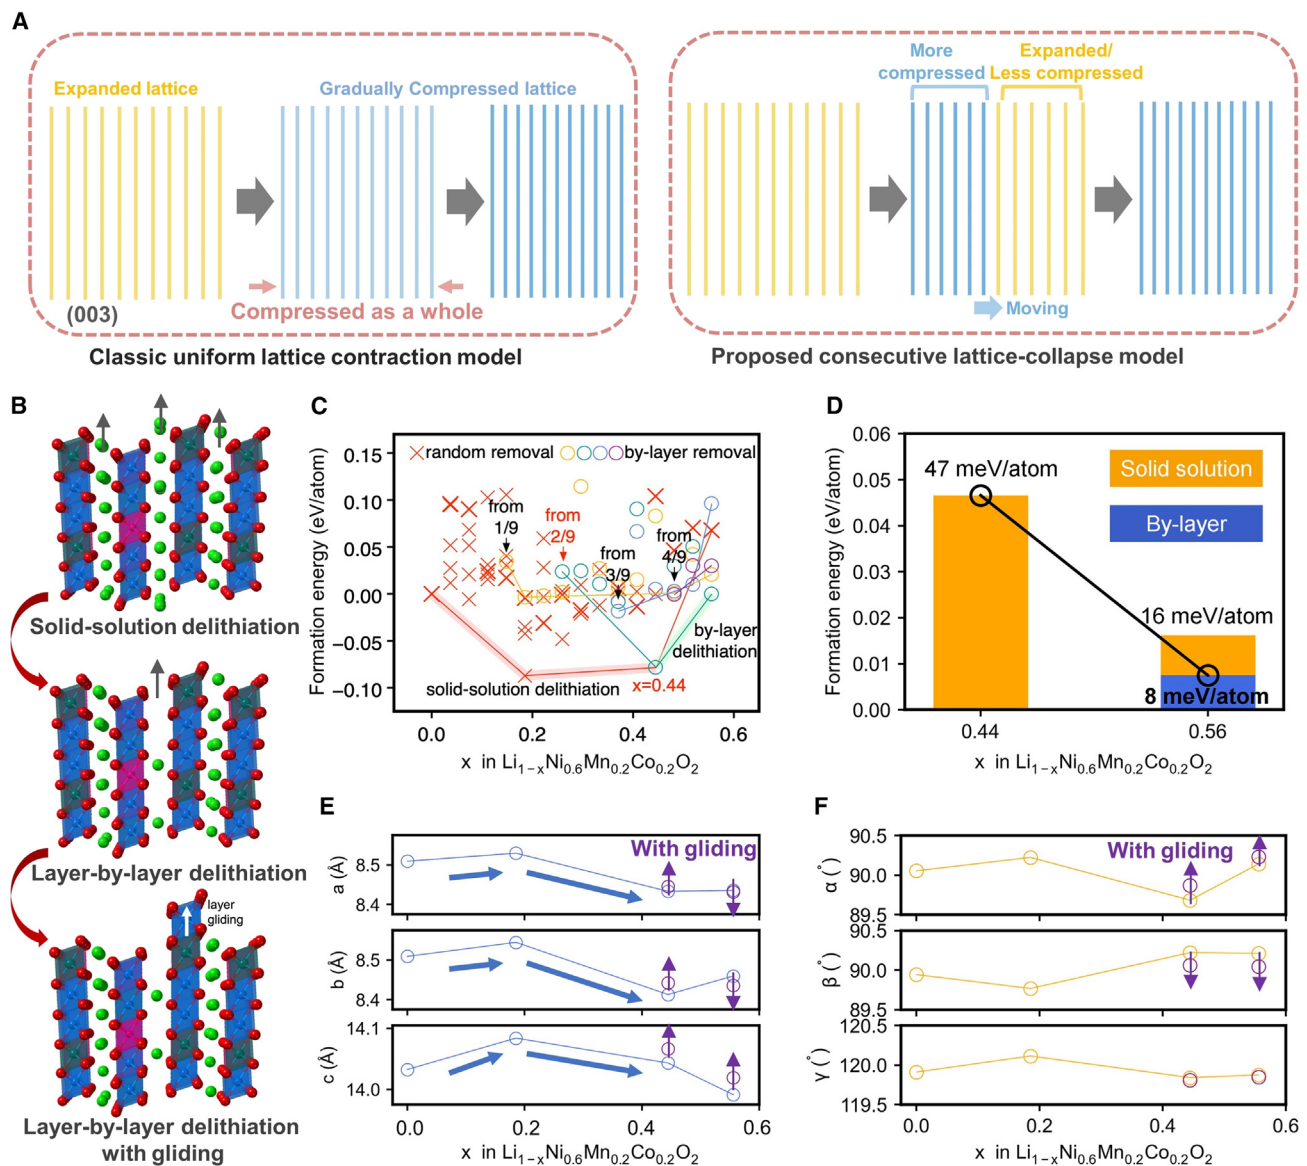 A
Expanded lattice
Gradually Compressed lattice
(003)
Compressed as a whole
Classic uniform lattice contraction model
More
compressed
Expanded/
Less compressed
Moving
Proposed consecutive lattice-collapse model
B
Solid-solution delithiation
Layer-by-layer delithiation
layer
gliding
Layer-by-layer delithiation
with gliding
C
Formation energy (eV/atom)
0.15
0.10
0.05
0.00
−0.05
−0.10
random removal
by-layer removal
from
1/9
from
2/9
from
3/9
from
4/9
by-layer
delithiation
solid-solution delithiation
x=0.44
0.0
0.2
0.4
0.6
x in Li₁₋ₓNi₀.₆Mn₀.₂Co₀.₂O₂
D
Formation energy (eV/atom)
0.06
0.05
0.04
0.03
0.02
0.01
0.00
47 meV/atom
Solid solution
By-layer
16 meV/atom
8 meV/atom
0.44
0.56
x in Li₁₋ₓNi₀.₆Mn₀.₂Co₀.₂O₂
E
a (Å)
8.5
8.4
With gliding
b (Å)
8.5
8.4
c (Å)
14.1
14.0
0.0
0.2
0.4
0.6
x in Li₁₋ₓNi₀.₆Mn₀.₂Co₀.₂O₂
F
α (°)
90.5
90.0
89.5
With gliding
β (°)
90.5
90.0
89.5
γ (°)
120.5
120.0
119.5
0.0
0.2
0.4
0.6
x in Li₁₋ₓNi₀.₆Mn₀.₂Co₀.₂O₂